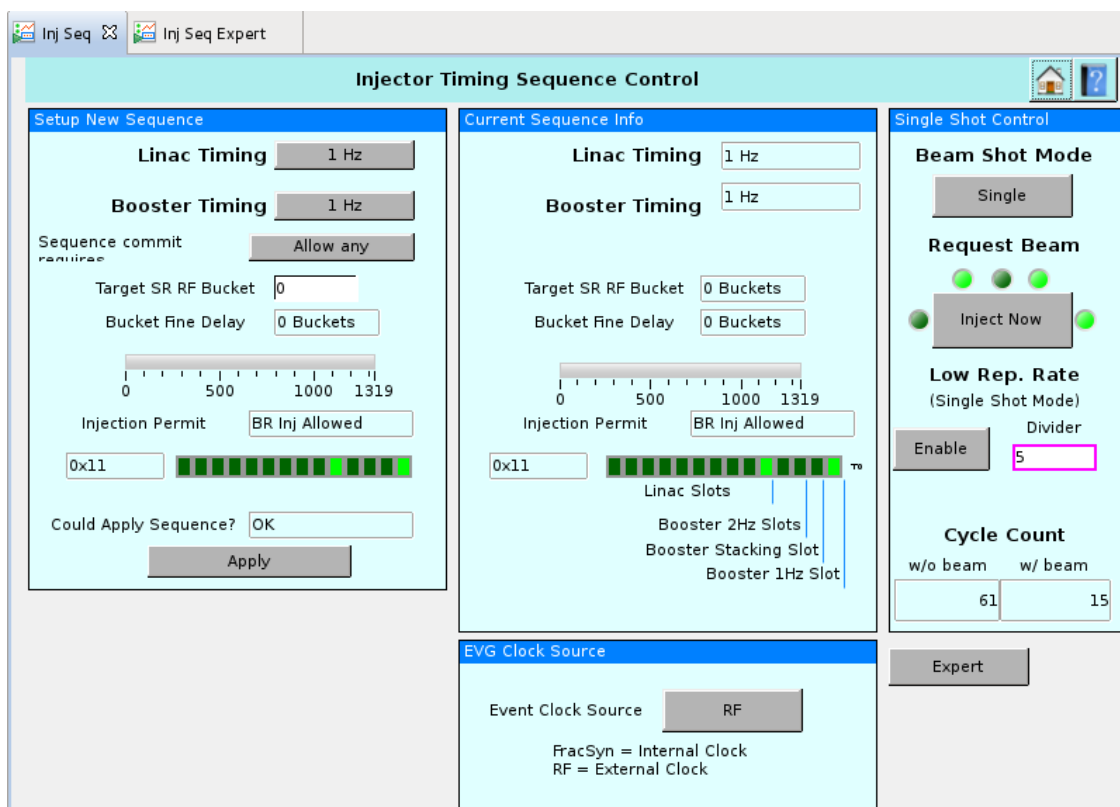 Inj Seq
Inj Seq Expert
Injector Timing Sequence Control
Setup New Sequence
Linac Timing 1 Hz
Booster Timing 1 Hz
Sequence commit requires Allow any
Target SR RF Bucket 0
Bucket Fine Delay 0 Buckets
0 500 1000 1319
Injection Permit BR Inj Allowed
0x11
Could Apply Sequence? OK
Apply
Current Sequence Info
Linac Timing 1 Hz
Booster Timing 1 Hz
Target SR RF Bucket 0 Buckets
Bucket Fine Delay 0 Buckets
0 500 1000 1319
Injection Permit BR Inj Allowed
0x11
Linac Slots
Booster 2Hz Slots
Booster Stacking Slot
Booster 1Hz Slot
EVG Clock Source
Event Clock Source RF
FracSyn = Internal Clock
RF = External Clock
Single Shot Control
Beam Shot Mode
Single
Request Beam
Inject Now
Low Rep. Rate
(Single Shot Mode)
Divider
Enable 5
Cycle Count
w/o beam w/ beam
61 15
Expert
?